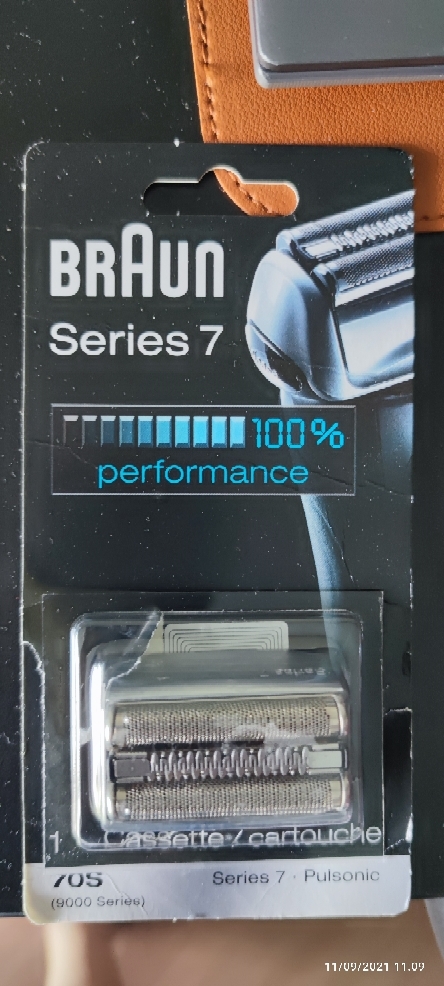 BRAUN
Series 7
100%
performance
1 Cassette / cartouche
70S Series 7 · Pulsonic
(9000 Series)
11/09/2021 11.09